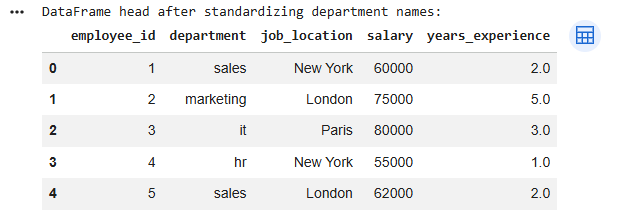 ••• DataFrame head after standardizing department names:
employee_id department job_location salary years_experience
0 1 sales New York 60000 2.0
1 2 marketing London 75000 5.0
2 3 it Paris 80000 3.0
3 4 hr New York 55000 1.0
4 5 sales London 62000 2.0